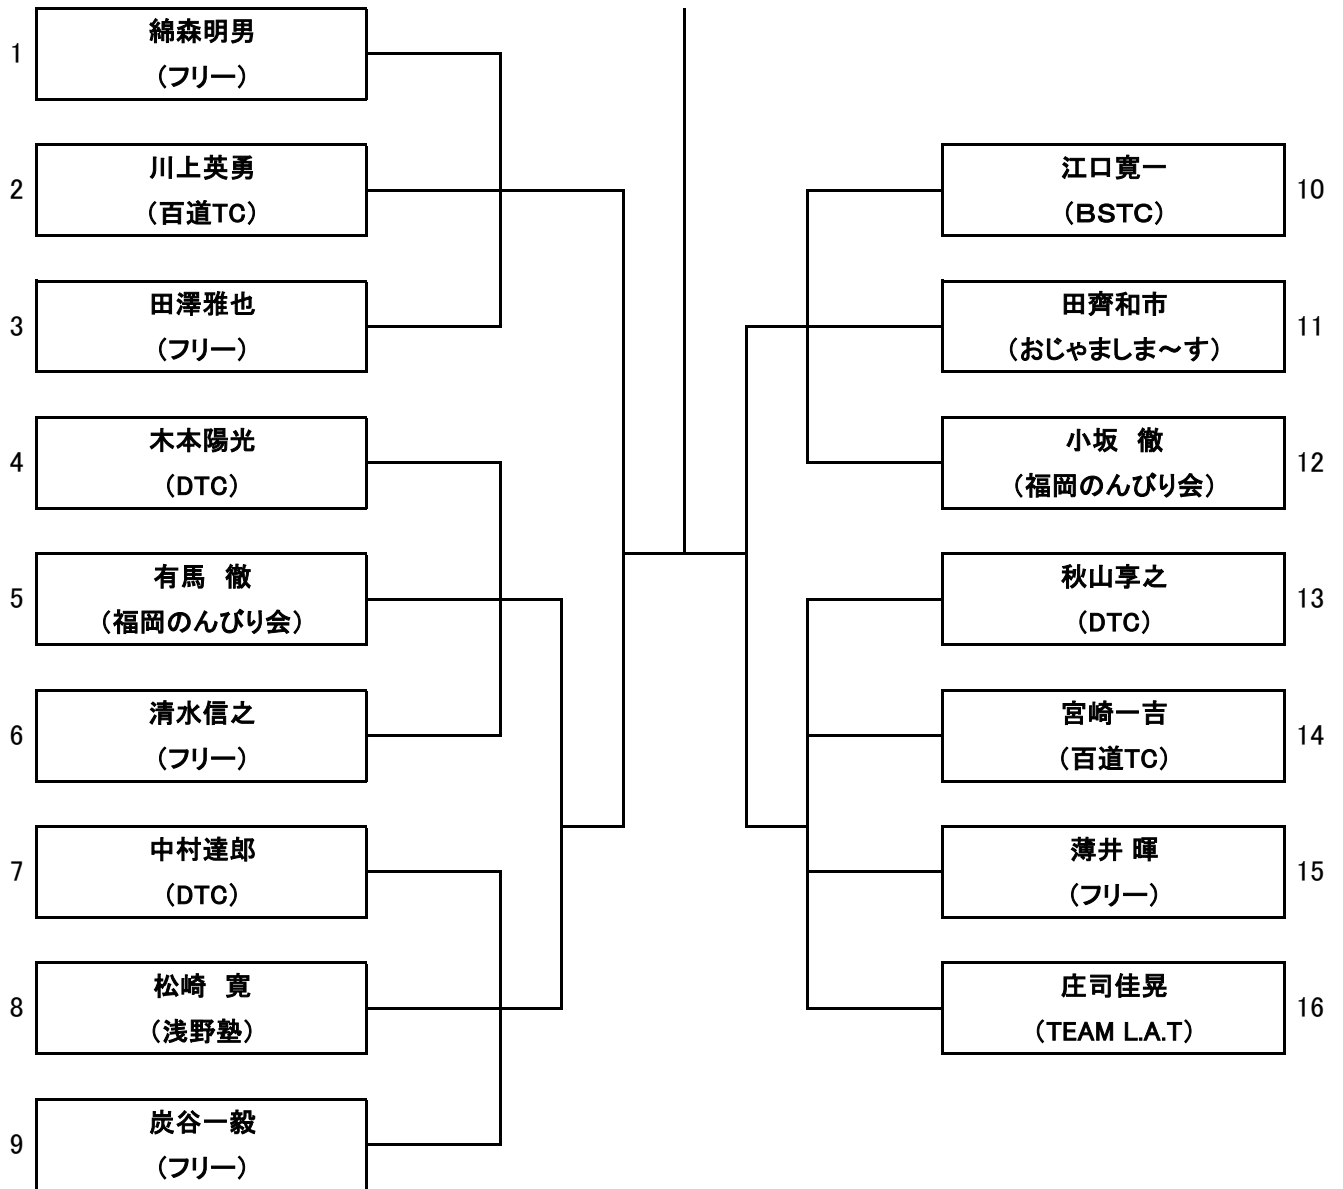 1
綿森明男
（フリー）
2
川上英勇
（百道TC）
3
田澤雅也
（フリー）
4
木本陽光
（DTC）
5
有馬　徹
（福岡のんびり会）
6
清水信之
（フリー）
7
中村達郎
（DTC）
8
松崎　寛
（浅野塾）
9
炭谷一毅
（フリー）
江口寛一
（BSTC）
10
田齊和市
（おじゃましま～す）
11
小坂　徹
（福岡のんびり会）
12
秋山享之
（DTC）
13
宮崎一吉
（百道TC）
14
薄井 暉
（フリー）
15
庄司佳晃
（TEAM L.A.T）
16